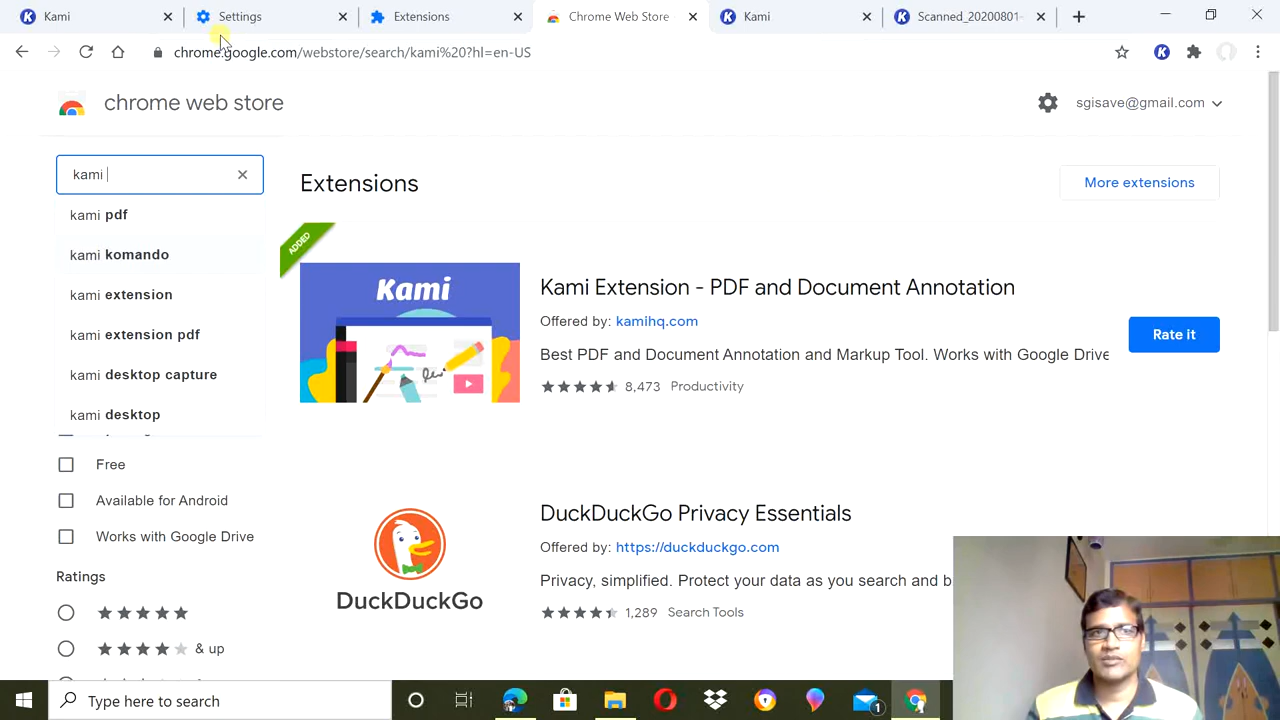 Kami
Settings
Extensions
Chrome Web Store
Kami
Scanned_20200801-
chrome.google.com/webstore/search/kami%20?hl=en-US
chrome web store
sgisave@gmail.com
kami
Extensions
More extensions
kami pdf
kami komando
kami extension
kami extension pdf
kami desktop capture
kami desktop
ADDED
Kami
Kami Extension - PDF and Document Annotation
Offered by: kamihq.com
Best PDF and Document Annotation and Markup Tool. Works with Google Drive
8,473 Productivity
Rate it
Free
Available for Android
Works with Google Drive
Ratings
& up
DuckDuckGo
DuckDuckGo Privacy Essentials
Offered by: https://duckduckgo.com
Privacy, simplified. Protect your data as you search and b
1,289 Search Tools
Type here to search
1